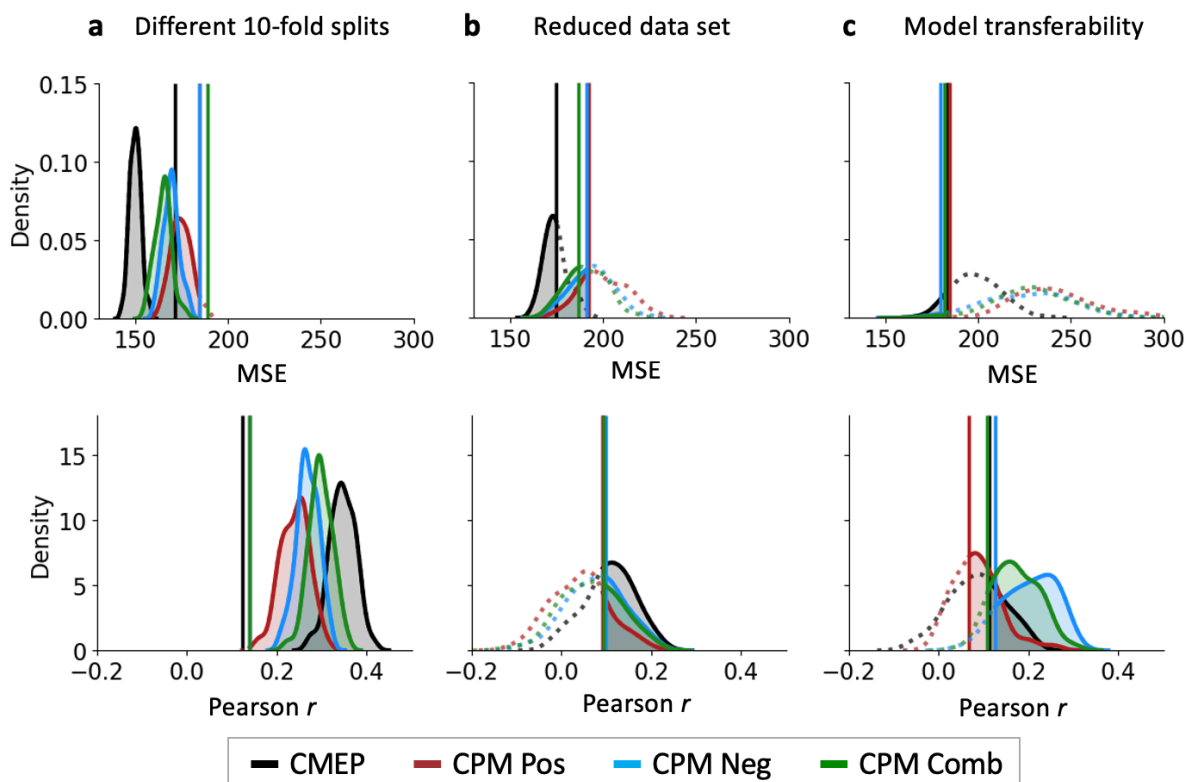 a Different 10-fold splits
b Reduced data set
c Model transferability
0.15
0.10
0.05
0.00
Density
150 200 250 300
MSE
150 200 250 300
MSE
150 200 250 300
MSE
15
10
5
0
Density
−0.2 0.0 0.2 0.4
Pearson r
−0.2 0.0 0.2 0.4
Pearson r
−0.2 0.0 0.2 0.4
Pearson r
CMEP CPM Pos CPM Neg CPM Comb